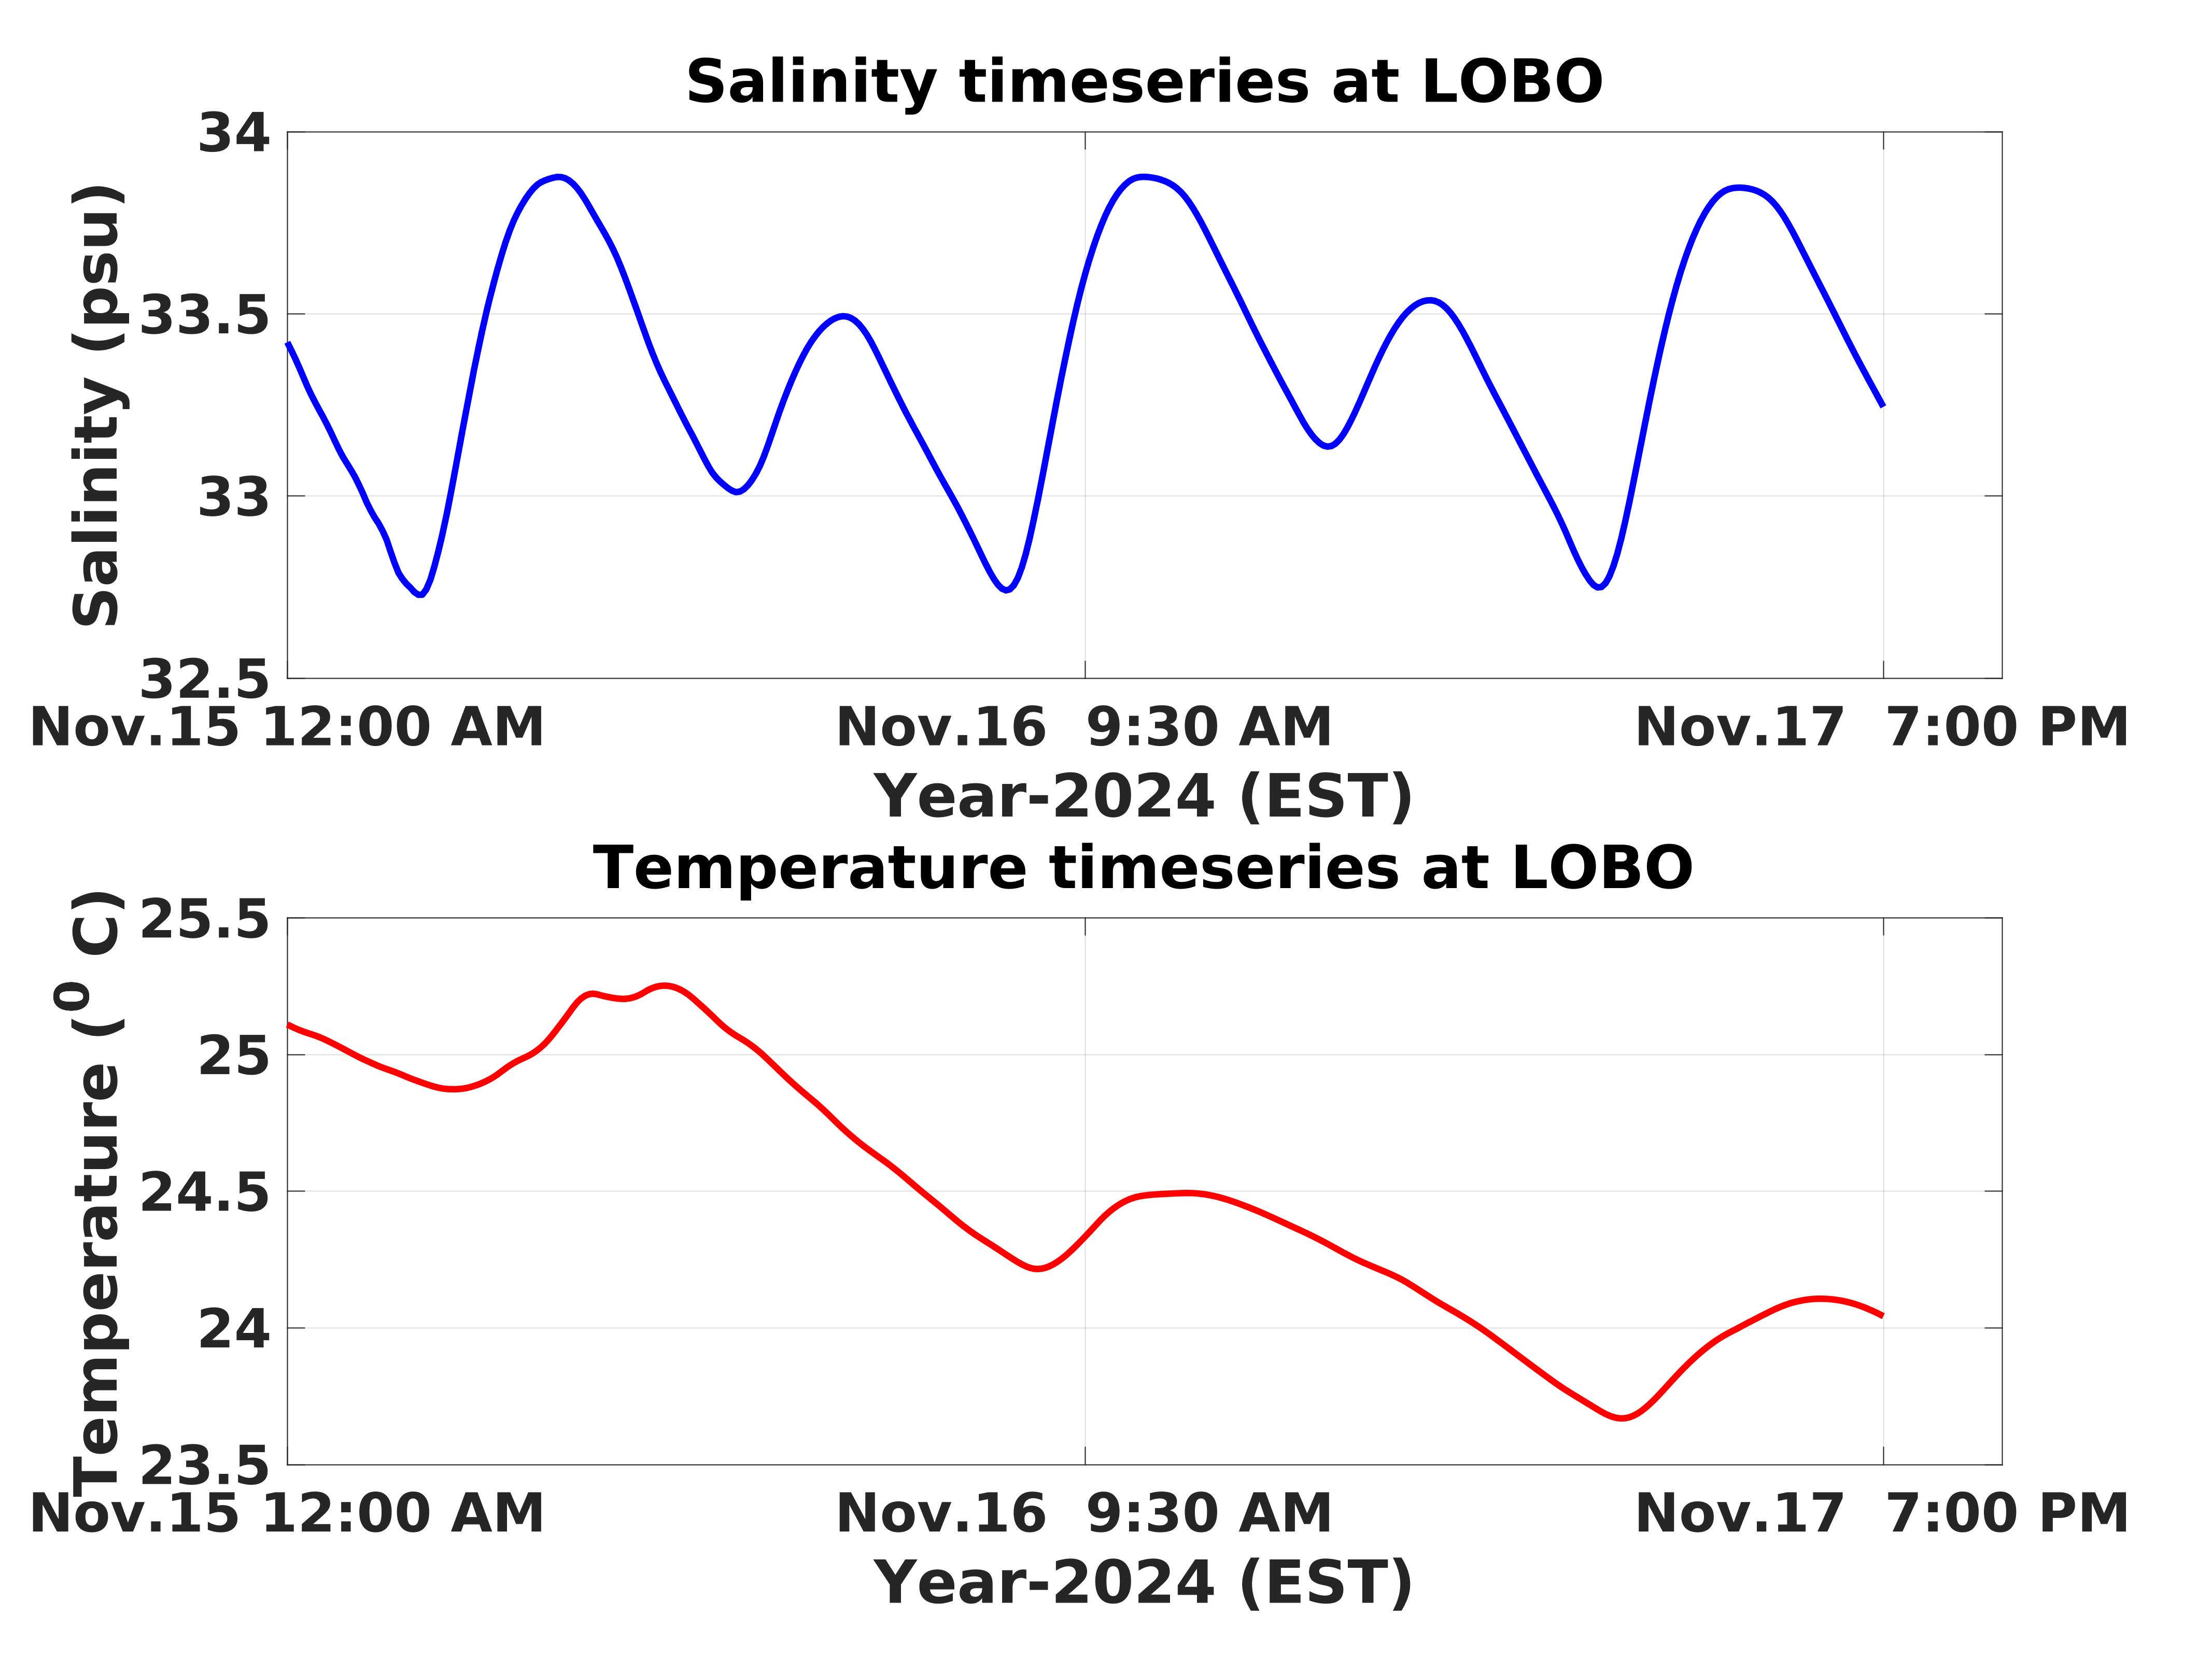 Salinity timeseries at LOBO
Salinity (psu)
34
33.5
33
32.5
Nov.15 12:00 AM Nov.16  9:30 AM Nov.17  7:00 PM
Year-2024 (EST)
Temperature timeseries at LOBO
Temperature (⁰ C)
25.5
25
24.5
24
23.5
Nov.15 12:00 AM Nov.16  9:30 AM Nov.17  7:00 PM
Year-2024 (EST)